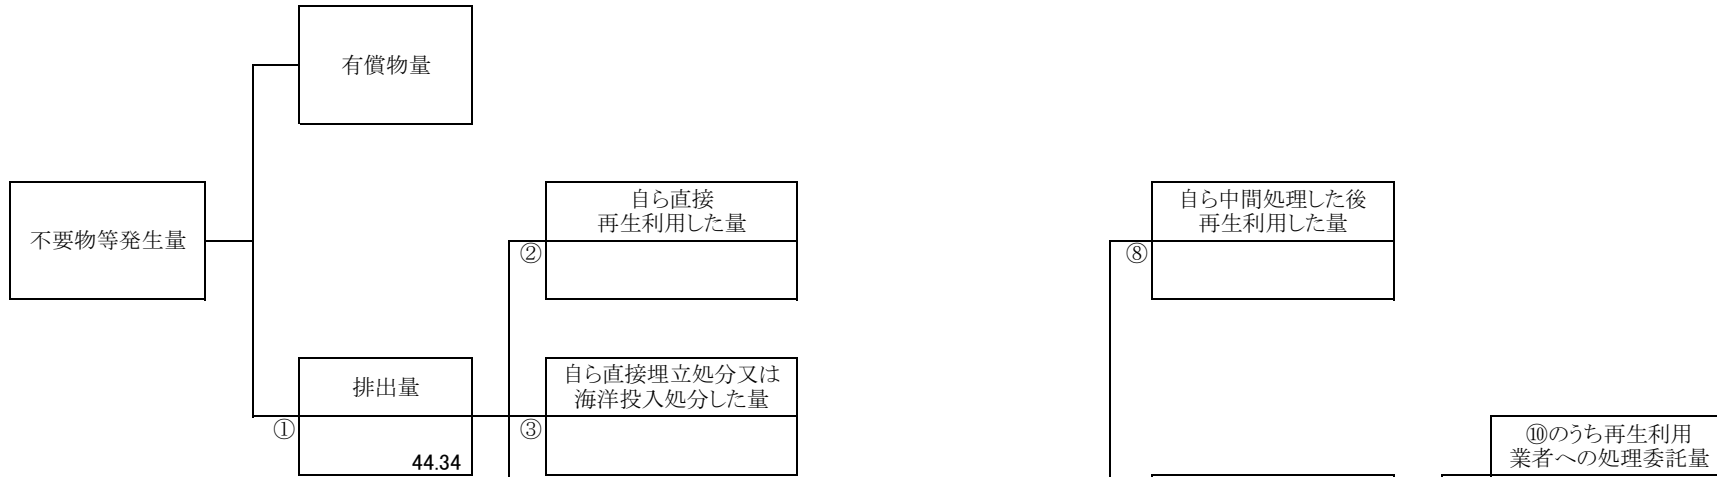 有償物量
不要物等発生量
自ら直接
再生利用した量
②
自ら中間処理した後
再生利用した量
⑧
排出量
①
44.34
自ら直接埋立処分又は
海洋投入処分した量
③
⑩のうち再生利用
業者への処理委託量